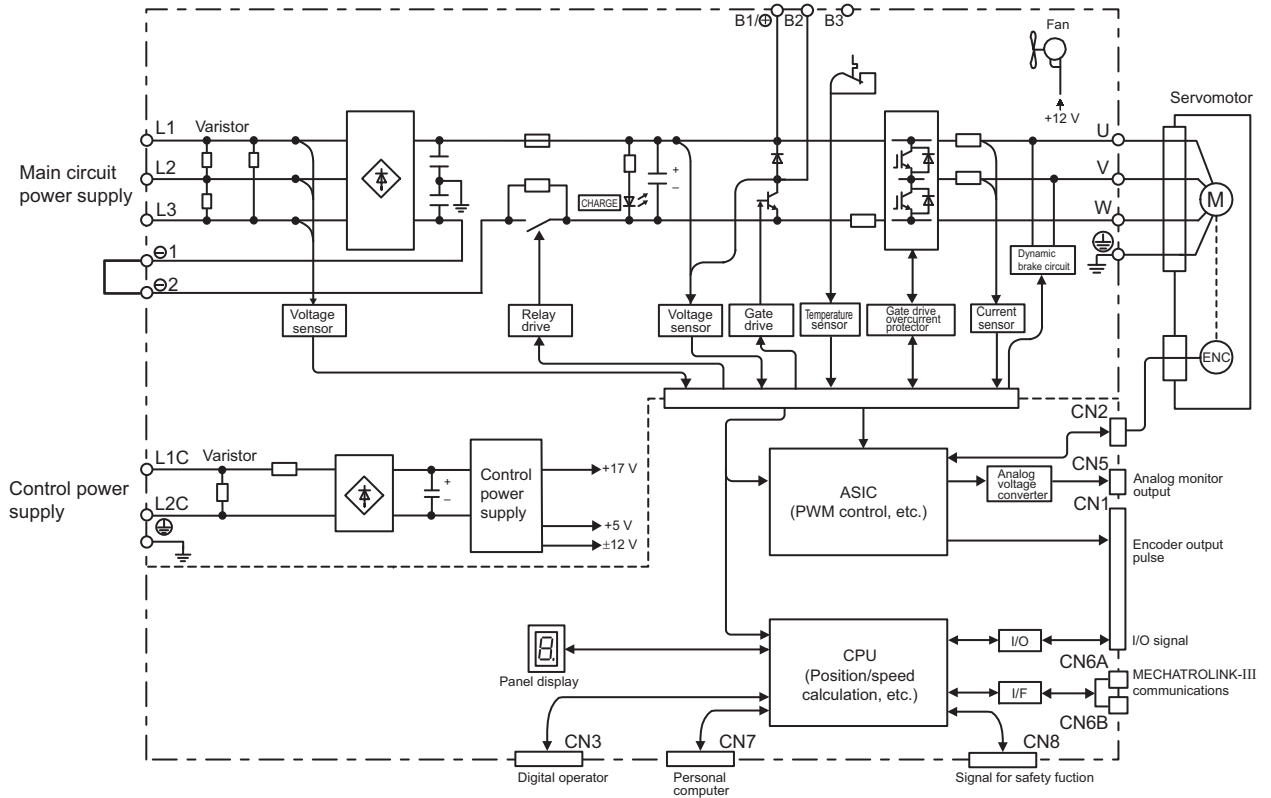 B1/⊕ B2 B3
Fan
+12 V
Servomotor
L1 Varistor
U
Main circuit
power supply
L2
V
L3
CHARGE
+
–
W
M
⊖1
⊖2
Dynamic
brake circuit
Voltage
sensor
Relay
drive
Voltage
sensor
Gate
drive
Temperature
sensor
Gate drive
overcurrent
protector
Current
sensor
ENC
CN2
Control power
supply
L1C Varistor
L2C
+
–
Control
power
supply
+17 V
+5 V
±12 V
ASIC
(PWM control, etc.)
Analog
voltage
converter
CN5
Analog monitor
output
CN1
Encoder output
pulse
8.
Panel display
CPU
(Position/speed
calculation, etc.)
I/O
I/O signal
CN6A
I/F
MECHATROLINK-III
communications
CN6B
CN3
Digital operator
CN7
Personal
computer
CN8
Signal for safety fuction